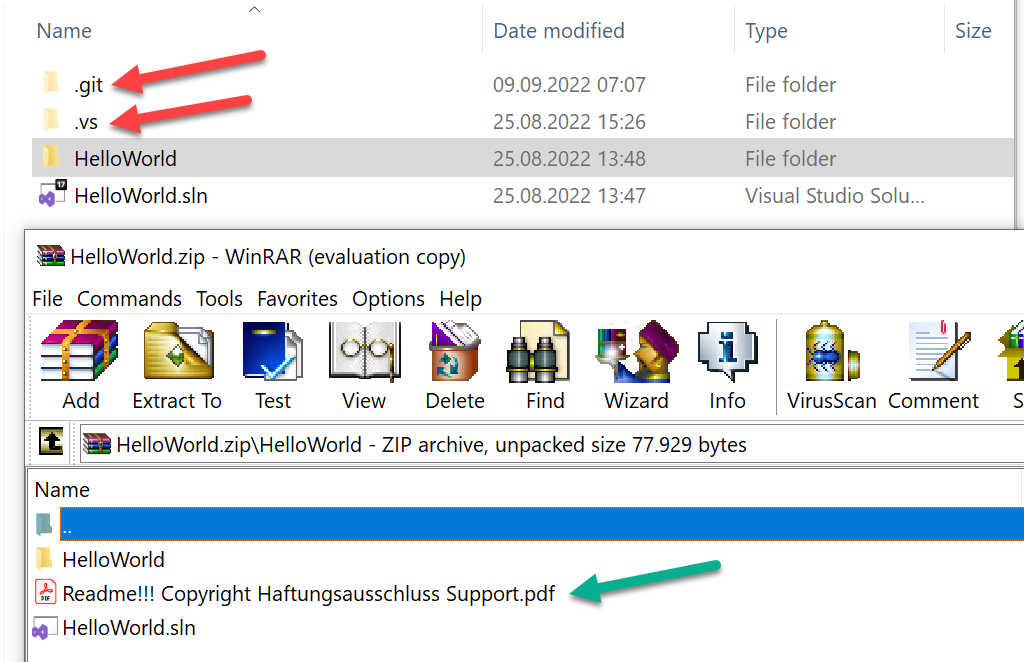 Name Date modified Type Size
.git 09.09.2022 07:07 File folder
.vs 25.08.2022 15:26 File folder
HelloWorld 25.08.2022 13:48 File folder
17
HelloWorld.sln 25.08.2022 13:47 Visual Studio Solu...
HelloWorld.zip - WinRAR (evaluation copy)
File Commands Tools Favorites Options Help
Add Extract To Test View Delete Find Wizard Info VirusScan Comment S
HelloWorld.zip\HelloWorld - ZIP archive, unpacked size 77.929 bytes
Name
..
HelloWorld
PDF
Readme!!! Copyright Haftungsausschluss Support.pdf
HelloWorld.sln